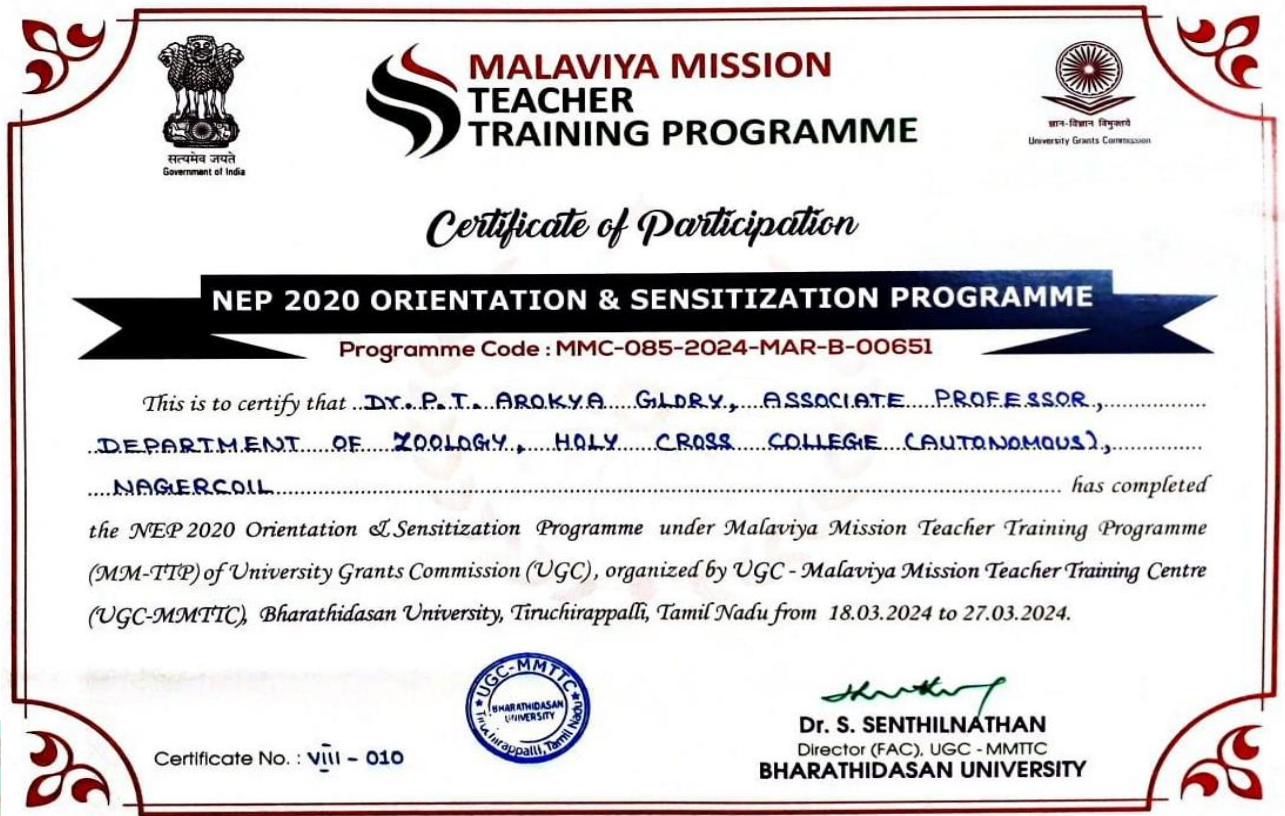 सत्यमेव जयते
Government of India
MALAVIYA MISSION
TEACHER
TRAINING PROGRAMME
ज्ञान-विज्ञान विमुक्तये
University Grants Commission
Certificate of Participation
NEP 2020 ORIENTATION & SENSITIZATION PROGRAMME
Programme Code : MMC-085-2024-MAR-B-00651
This is to certify that Dr. P.T. AROKYA GLORY, ASSOCIATE PROFESSOR,
DEPARTMENT OF ZOOLOGY, HOLY CROSS COLLEGE (AUTONOMOUS),
NAGERCOIL has completed
the NEP 2020 Orientation & Sensitization Programme under Malaviya Mission Teacher Training Programme
(MM-TTP) of University Grants Commission (UGC), organized by UGC - Malaviya Mission Teacher Training Centre
(UGC-MMTTC), Bharathidasan University, Tiruchirappalli, Tamil Nadu from 18.03.2024 to 27.03.2024.
UGC-MMTTC
BHARATHIDASAN
UNIVERSITY
Tiruchirappalli, Tamil Nadu
Dr. S. SENTHILNATHAN
Director (FAC), UGC - MMTTC
BHARATHIDASAN UNIVERSITY
Certificate No. : VIII - 010